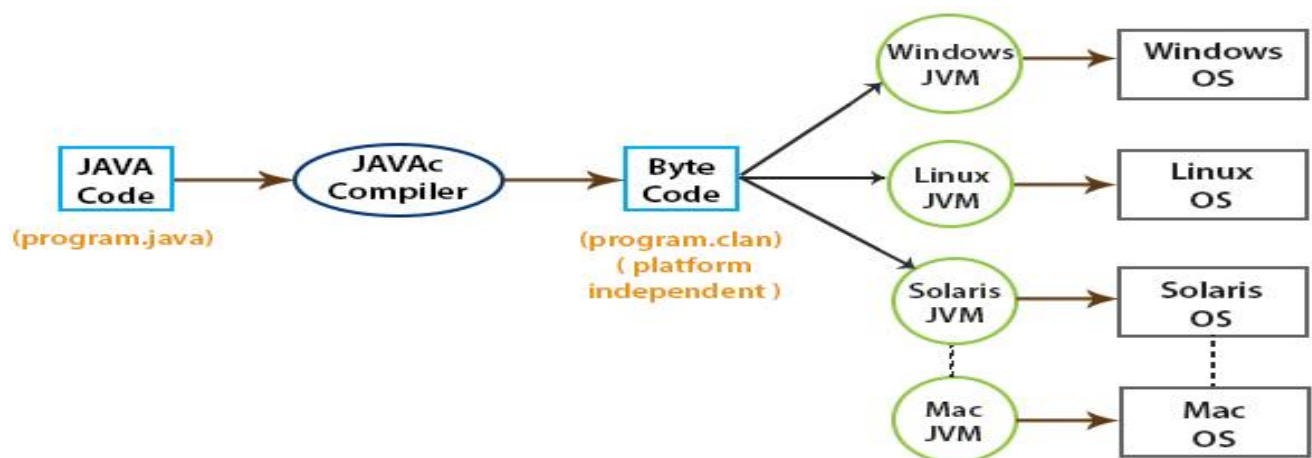 JAVA
Code
(program.java)
JAVAc
Compiler
Byte
Code
(program.clan)
( platform
independent )
Windows
JVM
Windows
OS
Linux
JVM
Linux
OS
Solaris
JVM
Solaris
OS
Mac
JVM
Mac
OS